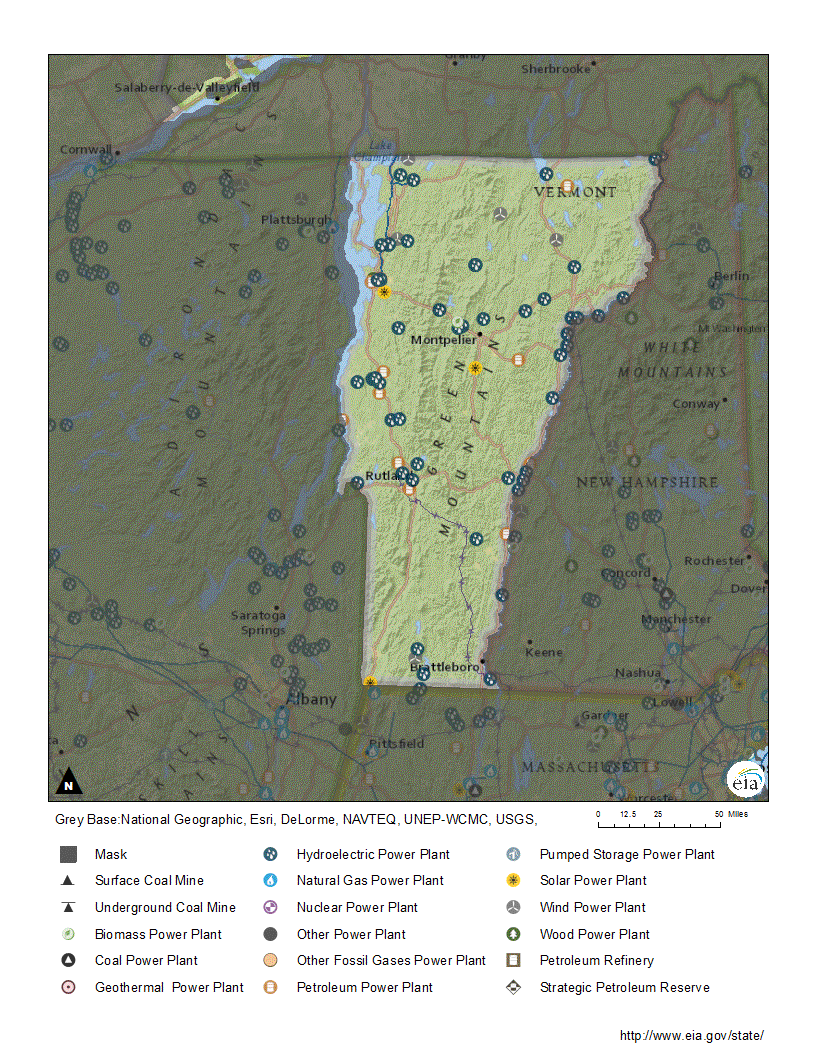 Granby
Sherbrooke
Salaberry-de-Valleyfield
Cornwall
Lake
Champlain
VERMONT
Plattsburgh
Berlin
Mt Washington
Montpelier
WHITE
MOUNTAINS
ADIRONDACK
MOUNTAINS
GREEN
MOUNTAINS
Conway
Rutland
NEW HAMPSHIRE
Rochester
Concord
Dover
Saratoga
Springs
Manchester
Keene
Brattleboro
Nashua
Albany
Lowell
Gardner
Pittsfield
MASSACHUSETTS
Worcester
N
eia
Grey Base:National Geographic, Esri, DeLorme, NAVTEQ, UNEP-WCMC, USGS,
0 12.5 25 50 Miles
Mask
Hydroelectric Power Plant
Pumped Storage Power Plant
Surface Coal Mine
Natural Gas Power Plant
Solar Power Plant
Underground Coal Mine
Nuclear Power Plant
Wind Power Plant
Biomass Power Plant
Other Power Plant
Wood Power Plant
Coal Power Plant
Other Fossil Gases Power Plant
Petroleum Refinery
Geothermal Power Plant
Petroleum Power Plant
Strategic Petroleum Reserve
http://www.eia.gov/state/